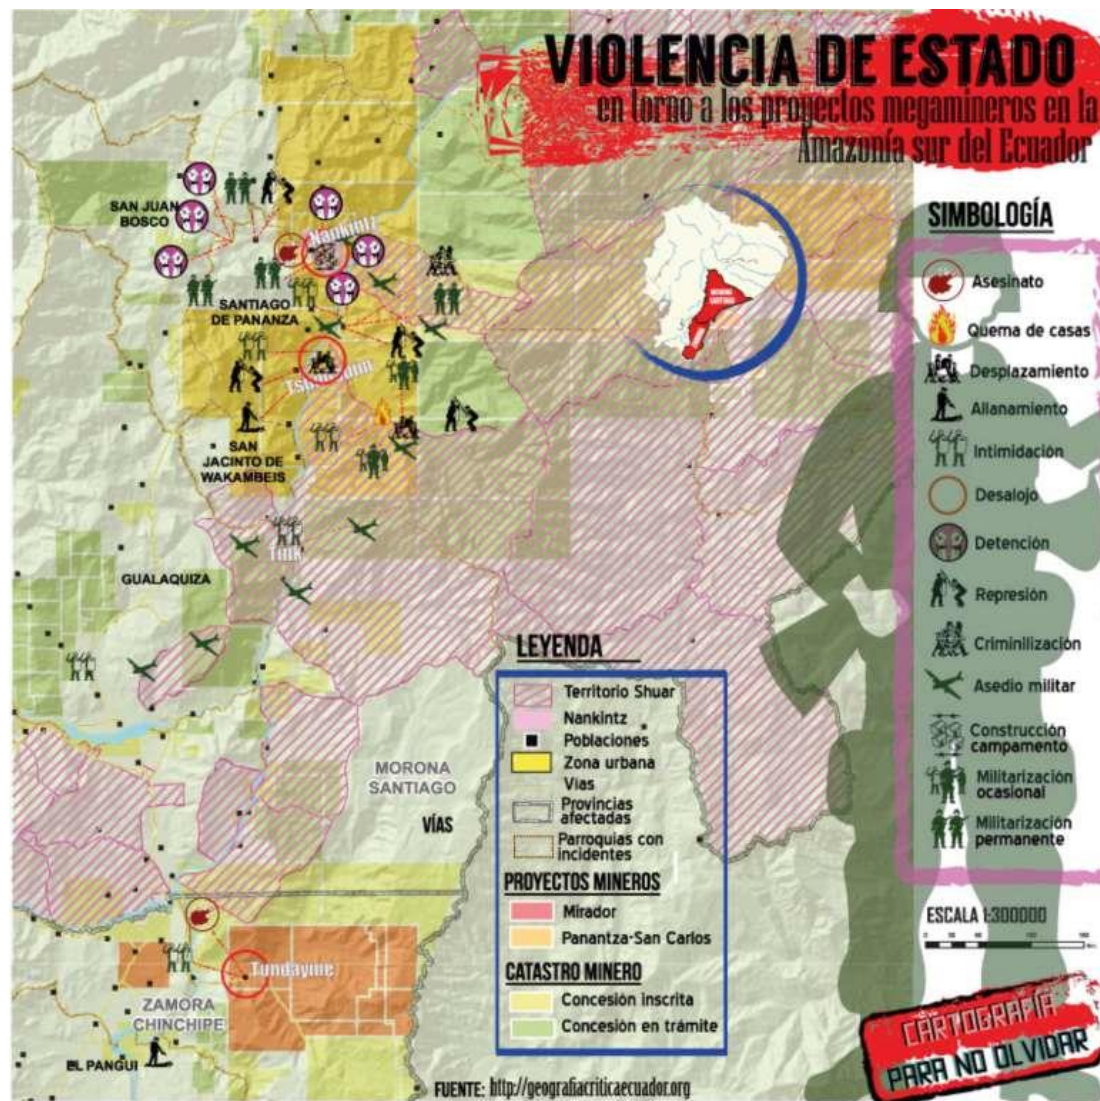 VIOLENCIA DE ESTADO
en torno a los proyectos megamineros en la
Amazonía sur del Ecuador
SIMBOLOGÍA
Asesinato
Quema de casas
Desplazamiento
Allanamiento
Intimidación
Desalojo
Detención
Represión
Criminilización
Asedio militar
Construcción
campamento
Militarización
ocasional
Militarización
permanente
ESCALA 1:300000
CARTOGRAFÍA
PARA NO OLVIDAR
MORONA
SANTIAGO
SAN JUAN
BOSCO
Nankintz
SANTIAGO
DE PANANZA
SAN
JACINTO DE
WAKAMBEIS
Tink
GUALAQUIZA
MORONA
SANTIAGO
VÍAS
Tundayme
ZAMORA
CHINCHIPE
EL PANGUI
LEYENDA
Territorio Shuar
Nankintz
Poblaciones
Zona urbana
Vías
Provincias
afectadas
Parroquias con
incidentes
PROYECTOS MINEROS
Mirador
Panantza-San Carlos
CATASTRO MINERO
Concesión inscrita
Concesión en trámite
FUENTE: http://geografiacriticaecuador.org